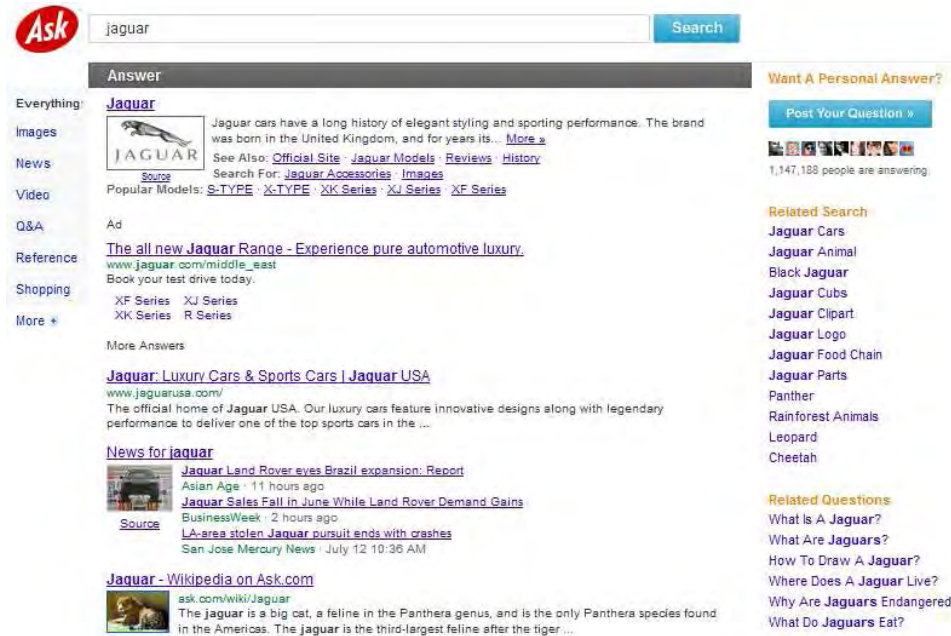 Ask
jaguar
Search
Answer
Everything
Images
News
Video
Q&A
Reference
Shopping
More +
Jaguar
JAGUAR
Source
Jaguar cars have a long history of elegant styling and sporting performance. The brand
was born in the United Kingdom, and for years its... More »
See Also: Official Site · Jaguar Models · Reviews · History
Search For: Jaguar Accessories · Images
Popular Models: S-TYPE · X-TYPE · XK Series · XJ Series · XF Series
Ad
The all new Jaguar Range - Experience pure automotive luxury.
www.jaguar.com/middle_east
Book your test drive today.
XF Series XJ Series
XK Series R Series
More Answers
Jaguar: Luxury Cars & Sports Cars | Jaguar USA
www.jaguarusa.com/
The official home of Jaguar USA. Our luxury cars feature innovative designs along with legendary
performance to deliver one of the top sports cars in the ...
News for jaguar
Source
Jaguar Land Rover eyes Brazil expansion: Report
Asian Age · 11 hours ago
Jaguar Sales Fall in June While Land Rover Demand Gains
BusinessWeek · 2 hours ago
LA-area stolen Jaguar pursuit ends with crashes
San Jose Mercury News · July 12 10:36 AM
Jaguar - Wikipedia on Ask.com
ask.com/wiki/Jaguar
The jaguar is a big cat, a feline in the Panthera genus, and is the only Panthera species found
in the Americas. The jaguar is the third-largest feline after the tiger ...
Want A Personal Answer?
Post Your Question »
1,147,188 people are answering.
Related Search
Jaguar Cars
Jaguar Animal
Black Jaguar
Jaguar Cubs
Jaguar Clipart
Jaguar Logo
Jaguar Food Chain
Jaguar Parts
Panther
Rainforest Animals
Leopard
Cheetah
Related Questions
What Is A Jaguar?
What Are Jaguars?
How To Draw A Jaguar?
Where Does A Jaguar Live?
Why Are Jaguars Endangered
What Do Jaguars Eat?